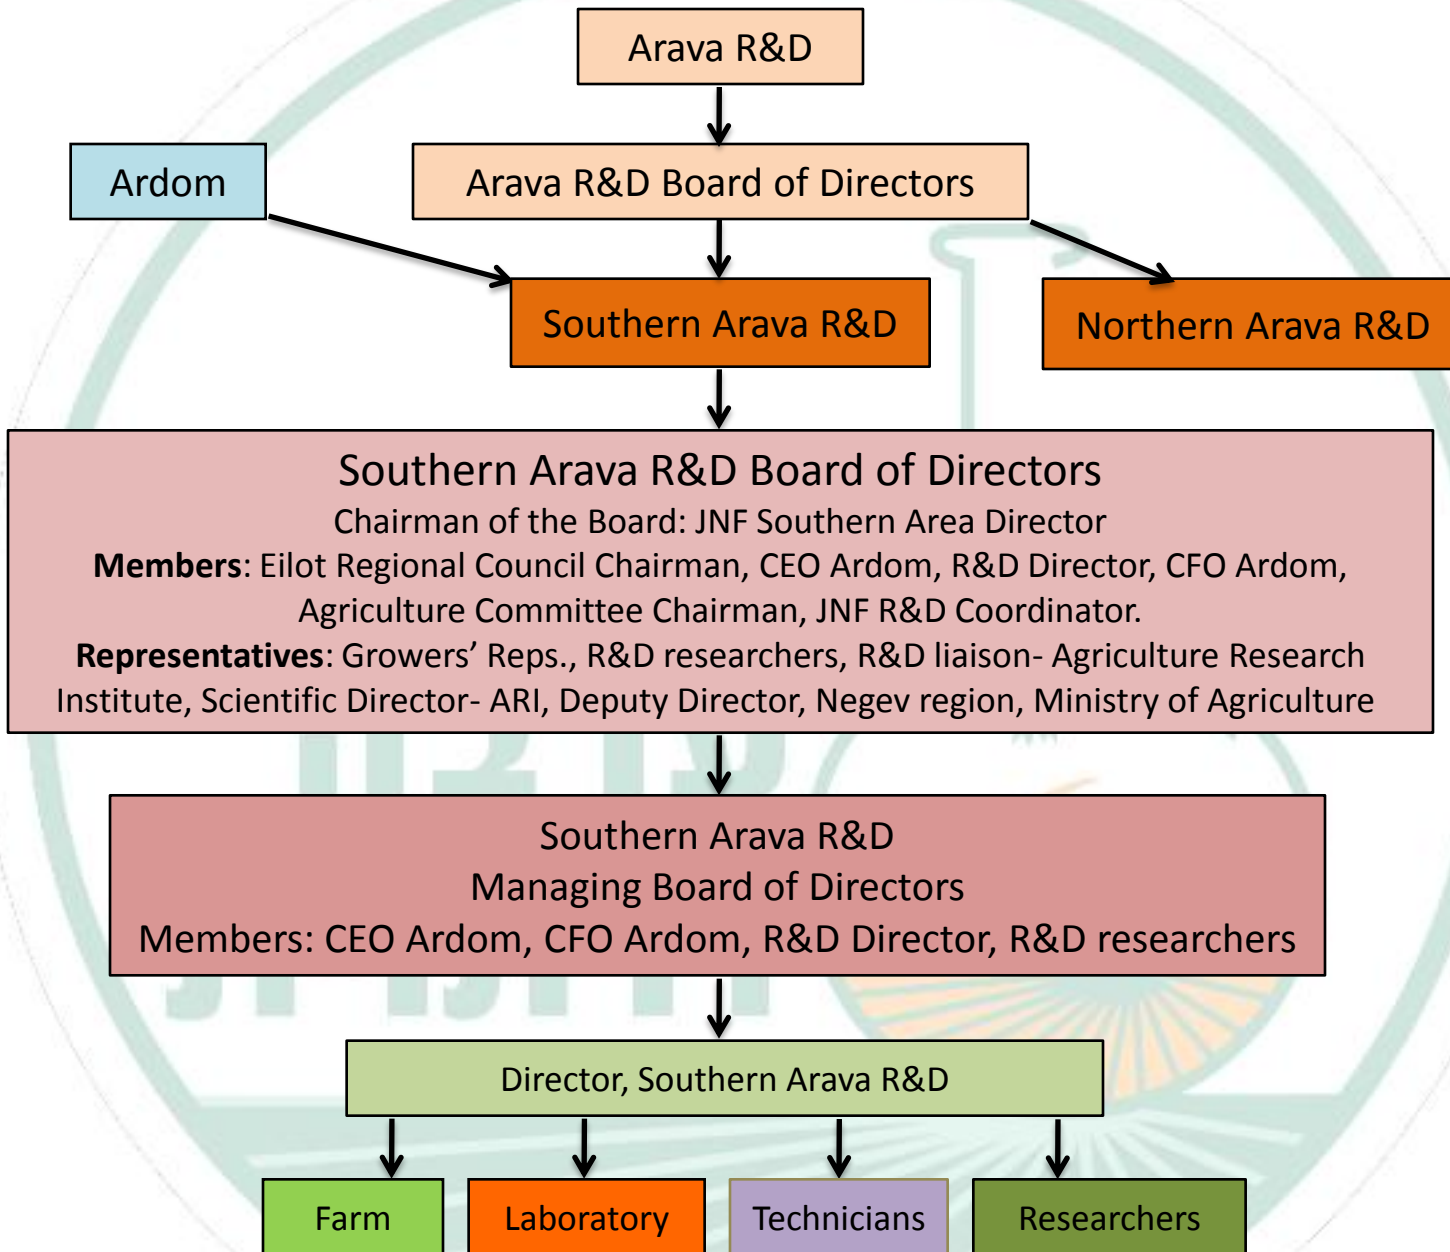 Arava R&D
Ardom
Arava R&D Board of Directors
Southern Arava R&D
Northern Arava R&D
Southern Arava R&D Board of Directors
Chairman of the Board: JNF Southern Area Director
Members: Eilot Regional Council Chairman, CEO Ardom, R&D Director, CFO Ardom,
Agriculture Committee Chairman, JNF R&D Coordinator.
Representatives: Growers’ Reps., R&D researchers, R&D liaison- Agriculture Research
Institute, Scientific Director- ARI, Deputy Director, Negev region, Ministry of Agriculture
Southern Arava R&D
Managing Board of Directors
Members: CEO Ardom, CFO Ardom, R&D Director, R&D researchers
Director, Southern Arava R&D
Farm
Laboratory
Technicians
Researchers